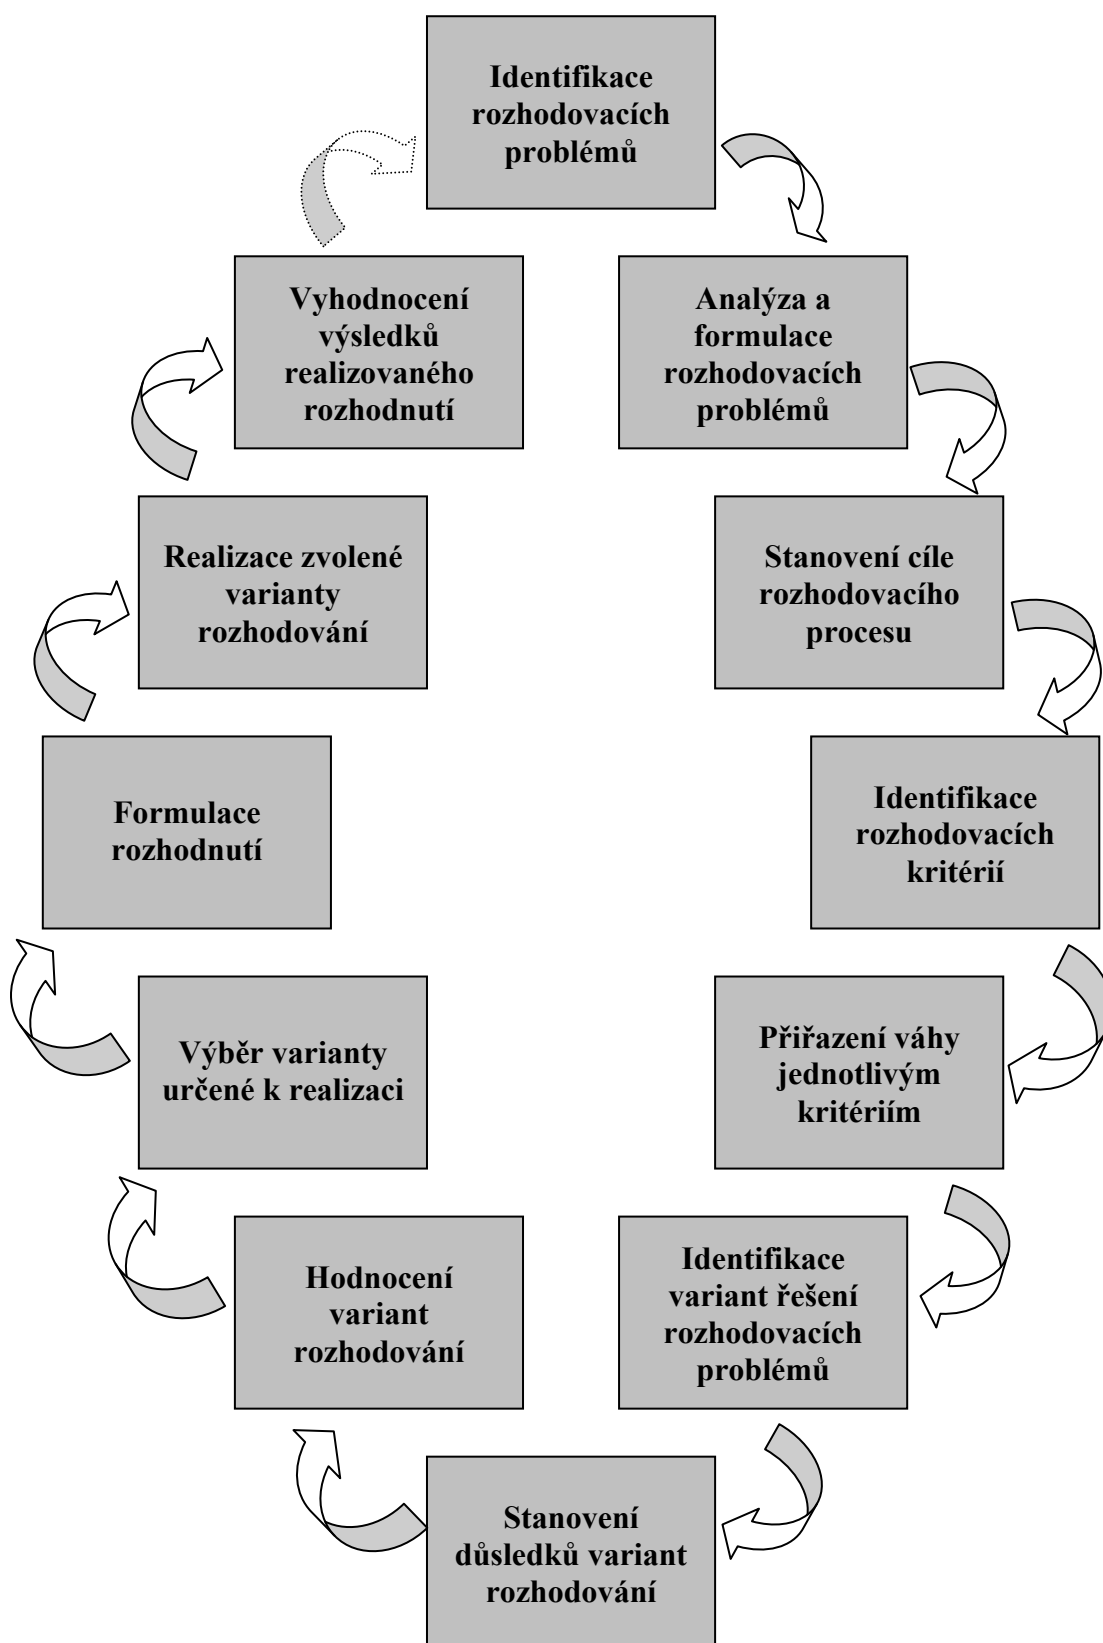 Identifikace
rozhodovacích
problémů
Vyhodnocení
výsledků
realizovaného
rozhodnutí
Analýza a
formulace
rozhodovacích
problémů
Realizace zvolené
varianty
rozhodování
Stanovení cíle
rozhodovacího
procesu
Formulace
rozhodnutí
Identifikace
rozhodovacích
kritérií
Výběr varianty
určené k realizaci
Přiřazení váhy
jednotlivým
kritériím
Hodnocení
variant
rozhodování
Identifikace
variant řešení
rozhodovacích
problémů
Stanovení
důsledků variant
rozhodování